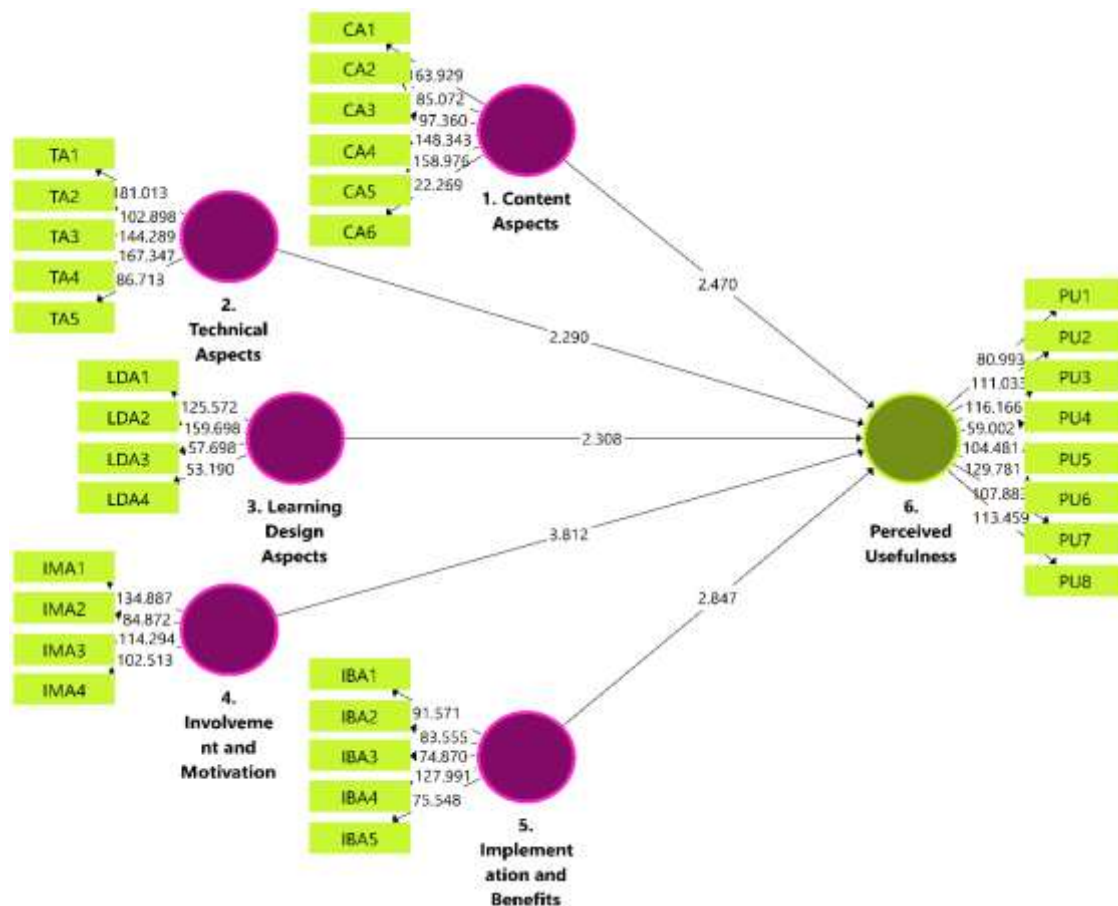 CA1
CA2
CA3
CA4
CA5
CA6
163.929
85.072
97.360
148.343
158.976
22.269
1. Content
Aspects
TA1
TA2
TA3
TA4
TA5
181.013
102.898
144.289
167.347
86.713
2.
Technical
Aspects
LDA1
LDA2
LDA3
LDA4
125.572
159.698
57.698
53.190
3. Learning
Design
Aspects
IMA1
IMA2
IMA3
IMA4
134.887
84.872
114.294
102.513
4.
Involveme
nt and
Motivation
IBA1
IBA2
IBA3
IBA4
IBA5
91.571
83.555
74.870
127.991
75.548
5.
Implement
ation and
Benefits
2.470
2.290
2.308
3.812
2.847
6.
Perceived
Usefulness
80.993
111.033
116.166
59.002
104.481
129.781
107.883
113.459
PU1
PU2
PU3
PU4
PU5
PU6
PU7
PU8